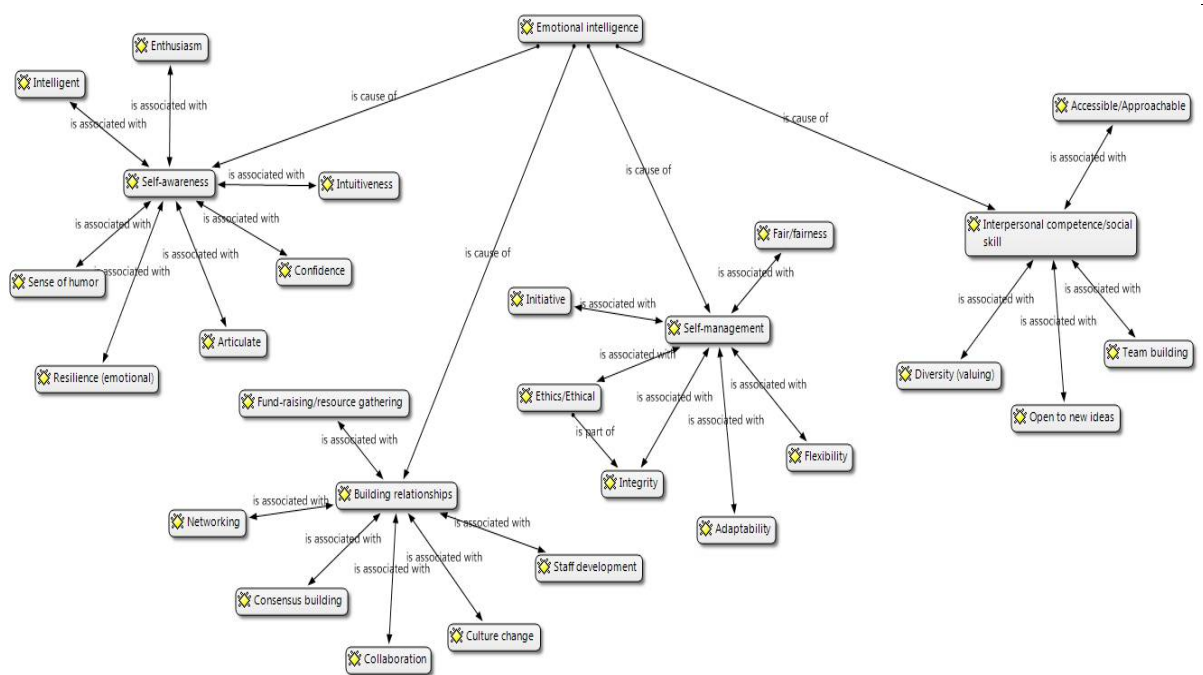 Emotional intelligence
Enthusiasm
Intelligent
is associated with
is associated with
is cause of
is cause of
Accessible/Approachable
is associated with
Self-awareness
is associated with
Intuitiveness
is cause of
is associated with
is associated with
is associated with
is associated with
Interpersonal competence/social
skill
Fair/fairness
is cause of
Sense of humor
Confidence
is associated with
Initiative
is associated with
Self-management
is associated with
is associated with
is associated with
Articulate
Team building
Resilience (emotional)
Diversity (valuing)
is associated with
is associated with
Fund-raising/resource gathering
Ethics/Ethical
is associated with
is associated with
Open to new ideas
is part of
is associated with
Flexibility
Building relationships
Integrity
is associated with
Networking
is associated with
Adaptability
is associated with
is associated with
is associated with
Staff development
Consensus building
Culture change
Collaboration